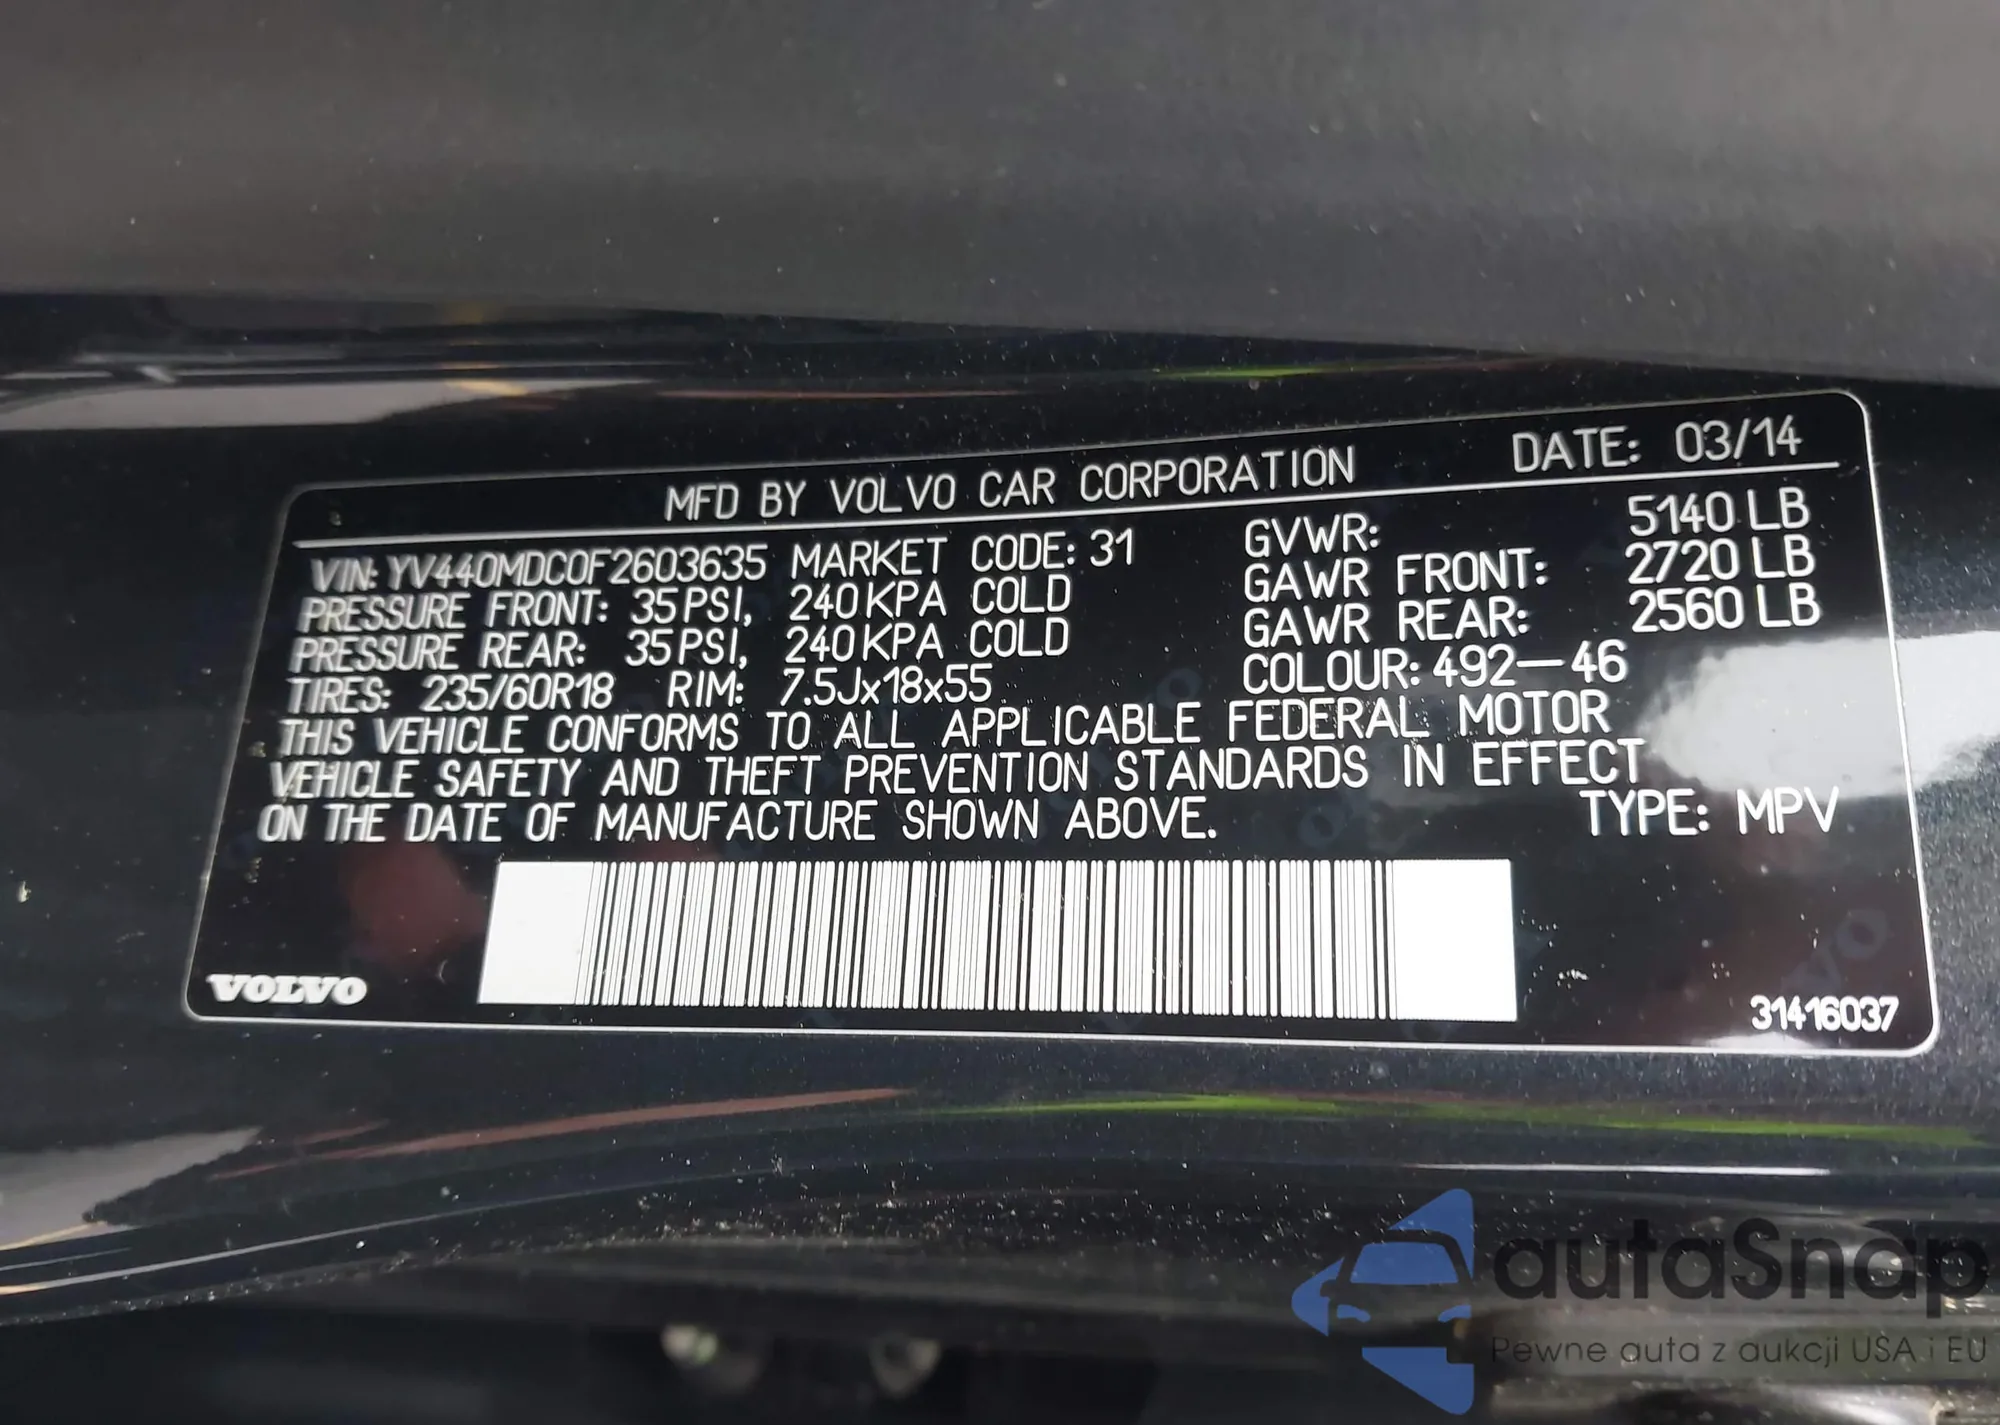 MFD BY VOLVO CAR CORPORATION DATE: 03/14
VIN: YV440MDC0F2603635 MARKET CODE: 31 GVWR: 5140 LB
PRESSURE FRONT: 35 PSI, 240 KPA COLD GAWR FRONT: 2720 LB
PRESSURE REAR: 35 PSI, 240 KPA COLD GAWR REAR: 2560 LB
TIRES: 235/60R18 RIM: 7.5Jx18x55 COLOUR: 492-46
THIS VEHICLE CONFORMS TO ALL APPLICABLE FEDERAL MOTOR
VEHICLE SAFETY AND THEFT PREVENTION STANDARDS IN EFFECT
ON THE DATE OF MANUFACTURE SHOWN ABOVE. TYPE: MPV
VOLVO
31416037
autaSnap
Pewne auta z aukcji USA i EU